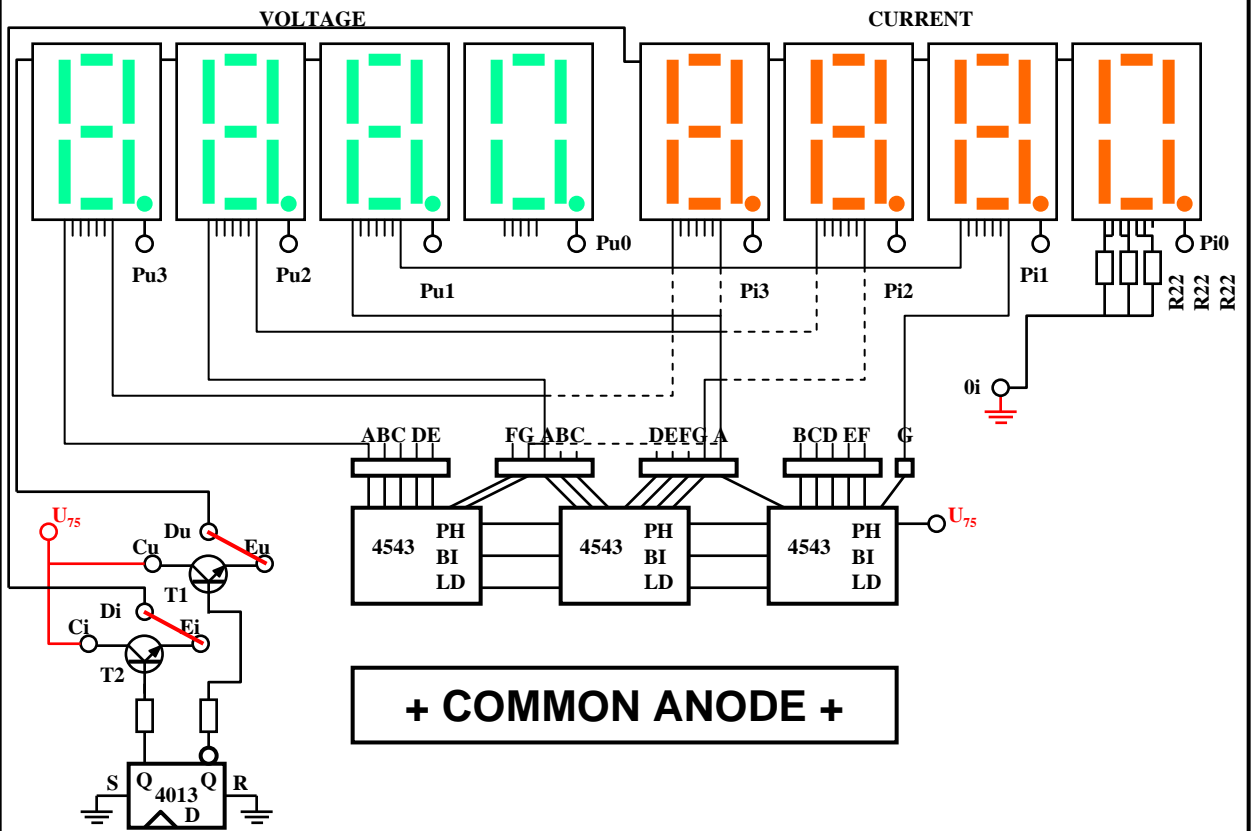 VOLTAGE CURRENT
Pu3 Pu2 Pu1 Pu0 Pi3 Pi2 Pi1 Pi0
R22 R22 R22
0i
ABC DE FG ABC DEFG A BCD EF G
U75 U75
4543 PH BI LD
4543 PH BI LD
4543 PH BI LD
Du
Cu Eu
T1
Di
Ci Ei
T2
+ COMMON ANODE +
S Q Q R
4013
D